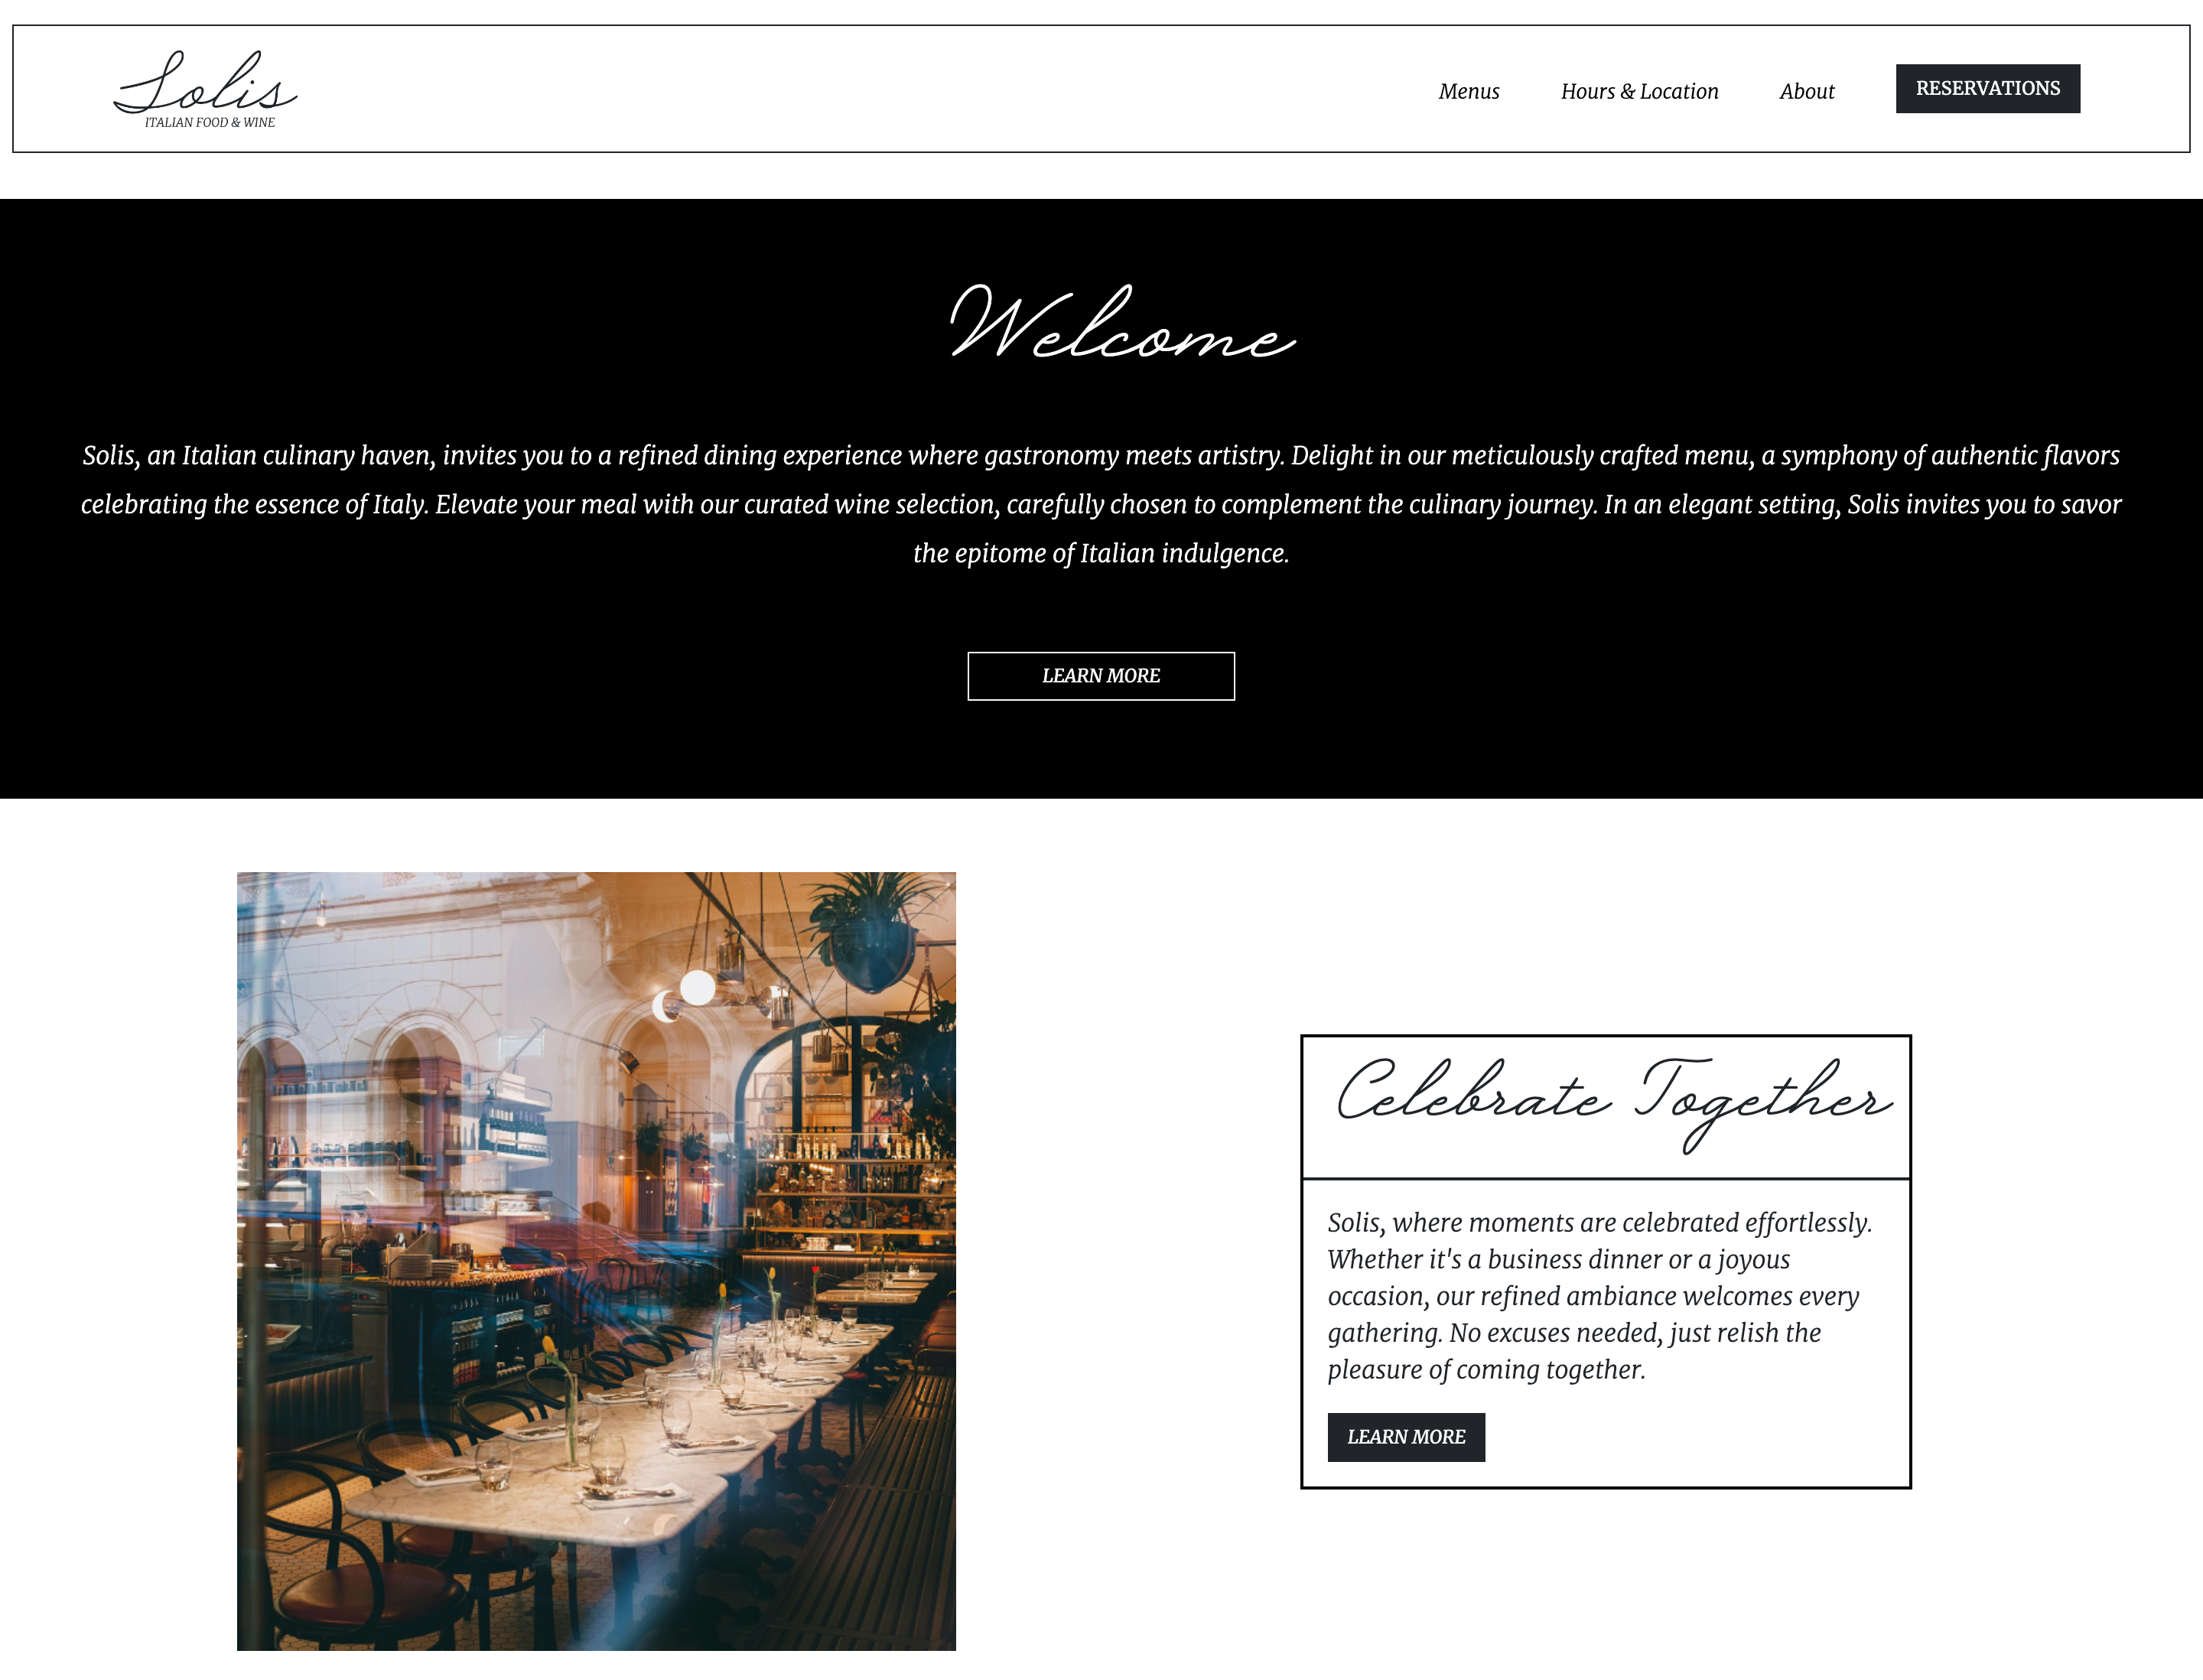 Solis
ITALIAN FOOD & WINE
Menus
Hours & Location
About
RESERVATIONS
Welcome
Solis, an Italian culinary haven, invites you to a refined dining experience where gastronomy meets artistry. Delight in our meticulously crafted menu, a symphony of authentic flavors
celebrating the essence of Italy. Elevate your meal with our curated wine selection, carefully chosen to complement the culinary journey. In an elegant setting, Solis invites you to savor
the epitome of Italian indulgence.
LEARN MORE
Celebrate Together
Solis, where moments are celebrated effortlessly.
Whether it's a business dinner or a joyous
occasion, our refined ambiance welcomes every
gathering. No excuses needed, just relish the
pleasure of coming together.
LEARN MORE